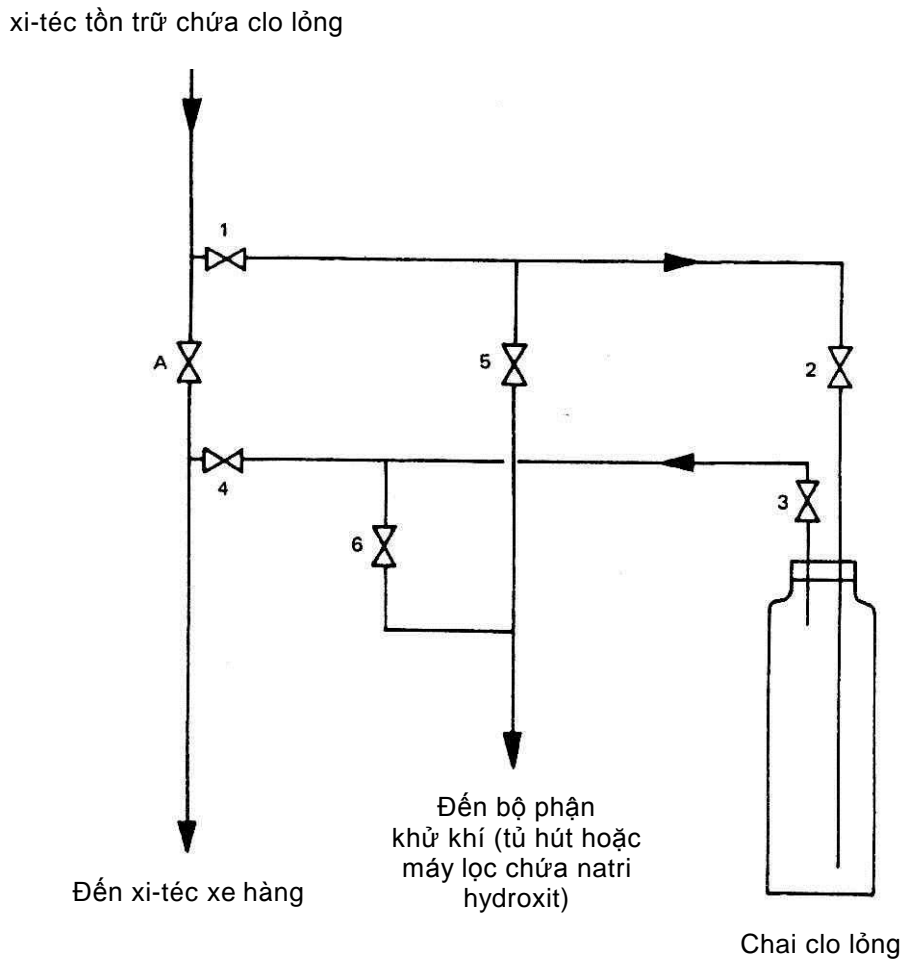 xi-téc tồn trữ chứa clo lỏng
1
A
5
2
4
3
6
Đến bộ phận
khử khí (tủ hút hoặc
máy lọc chứa natri
hydroxit)
Đến xi-téc xe hàng
Chai clo lỏng